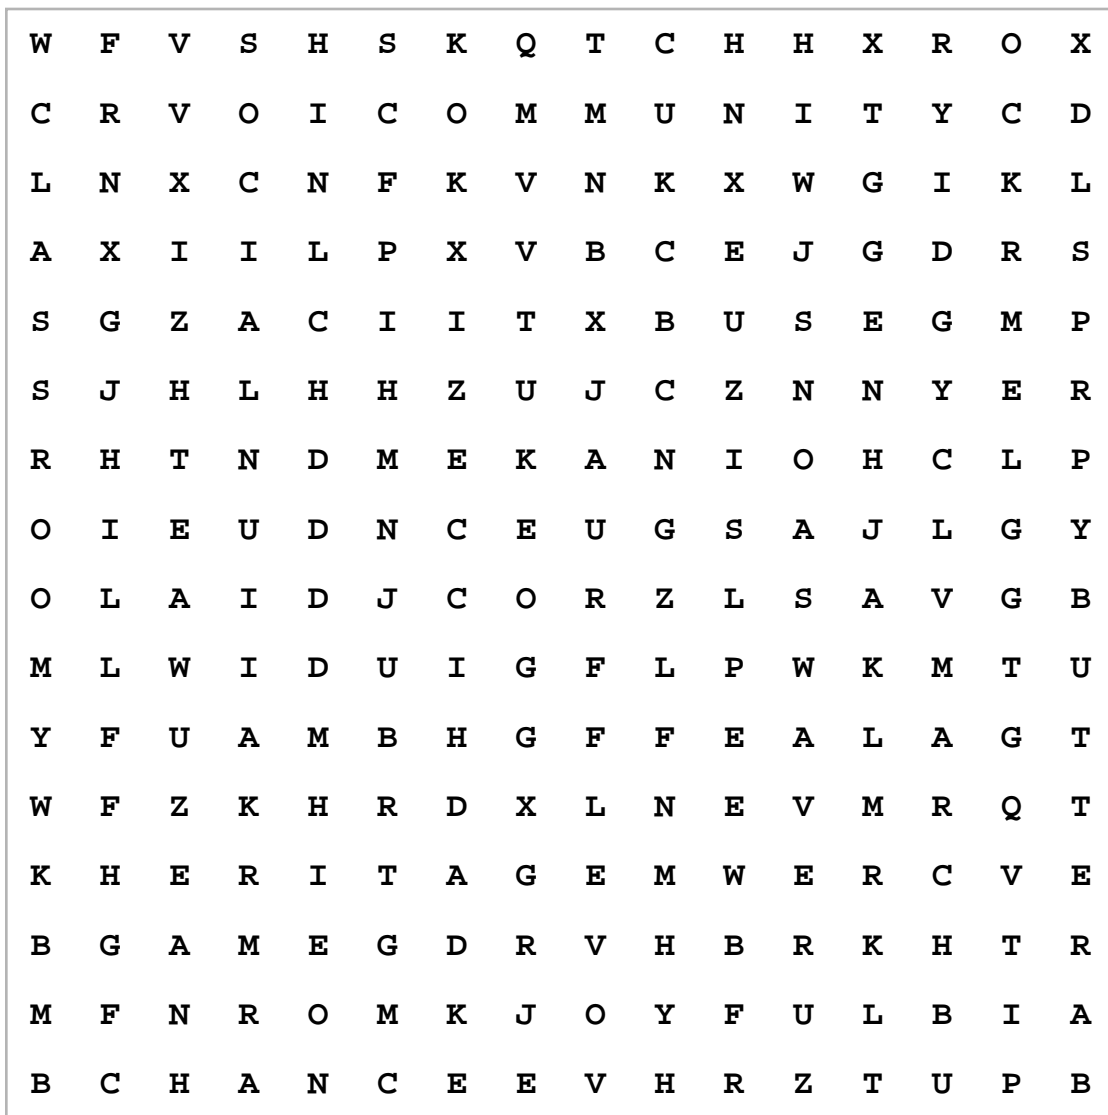 W F V S H S K Q T C H H X R O X
C R V O I C O M M U N I T Y C D
L N X C N F K V N K X W G I K L
A X I I L P X V B C E J G D R S
S G Z A C I I T X B U S E G M P
S J H L H H Z U J C Z N N Y E R
R H T N D M E K A N I O H C L P
O I E U D N C E U G S A J L G Y
O L A I D J C O R Z L S A V G B
M L W I D U I G F L P W K M T U
Y F U A M B H G F F E A L A G T
W F Z K H R D X L N E V M R Q T
K H E R I T A G E M W E R C V E
B G A M E G D R V H B R K H T R
M F N R O M K J O Y F U L B I A
B C H A N C E E V H R Z T U P B